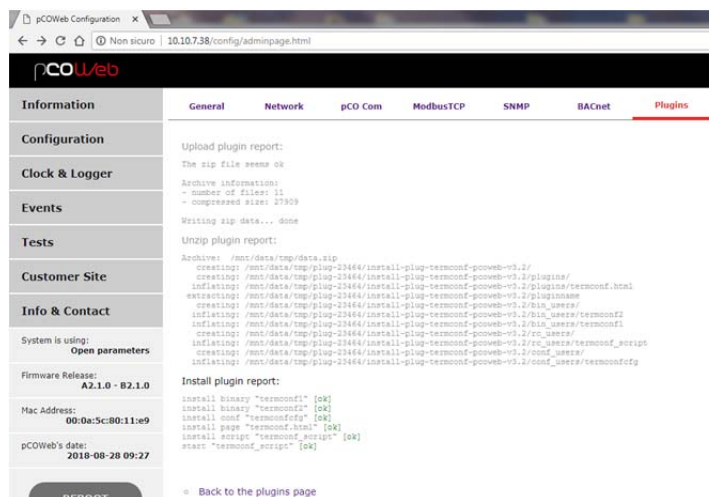 pCOWeb Configuration
Non sicuro | 10.10.7.38/config/adminpage.html
pCOWeb
Information
Configuration
Clock & Logger
Events
Tests
Customer Site
Info & Contact
System is using:
Open parameters
Firmware Release:
A2.1.0 - B2.1.0
Mac Address:
00:0a:5c:80:11:e9
pCOWeb's date:
2018-08-28 09:27
REBOOT
General Network pCO Com ModbusTCP SNMP BACnet Plugins
Upload plugin report:
The zip file seems ok
Archive information:
- number of files: 11
- compressed size: 27909
Writing zip data... done
Unzip plugin report:
Archive: /mnt/data/tmp/data.zip
creating: /mnt/data/tmp/plug-23464/install-plug-termconf-pcoweb-v3.2/
creating: /mnt/data/tmp/plug-23464/install-plug-termconf-pcoweb-v3.2/plugins/
inflating: /mnt/data/tmp/plug-23464/install-plug-termconf-pcoweb-v3.2/plugins/termconf.html
extracting: /mnt/data/tmp/plug-23464/install-plug-termconf-pcoweb-v3.2/pluginname
creating: /mnt/data/tmp/plug-23464/install-plug-termconf-pcoweb-v3.2/bin_users/
inflating: /mnt/data/tmp/plug-23464/install-plug-termconf-pcoweb-v3.2/bin_users/termconf2
inflating: /mnt/data/tmp/plug-23464/install-plug-termconf-pcoweb-v3.2/bin_users/termconf1
creating: /mnt/data/tmp/plug-23464/install-plug-termconf-pcoweb-v3.2/rc_users/
inflating: /mnt/data/tmp/plug-23464/install-plug-termconf-pcoweb-v3.2/rc_users/termconf_script
creating: /mnt/data/tmp/plug-23464/install-plug-termconf-pcoweb-v3.2/conf_users/
inflating: /mnt/data/tmp/plug-23464/install-plug-termconf-pcoweb-v3.2/conf_users/termconfcfg
Install plugin report:
install binary "termconf1" [ok]
install binary "termconf2" [ok]
install conf "termconfcfg" [ok]
install page "termconf.html" [ok]
install script "termconf_script" [ok]
start "termconf_script" [ok]
Back to the plugins page